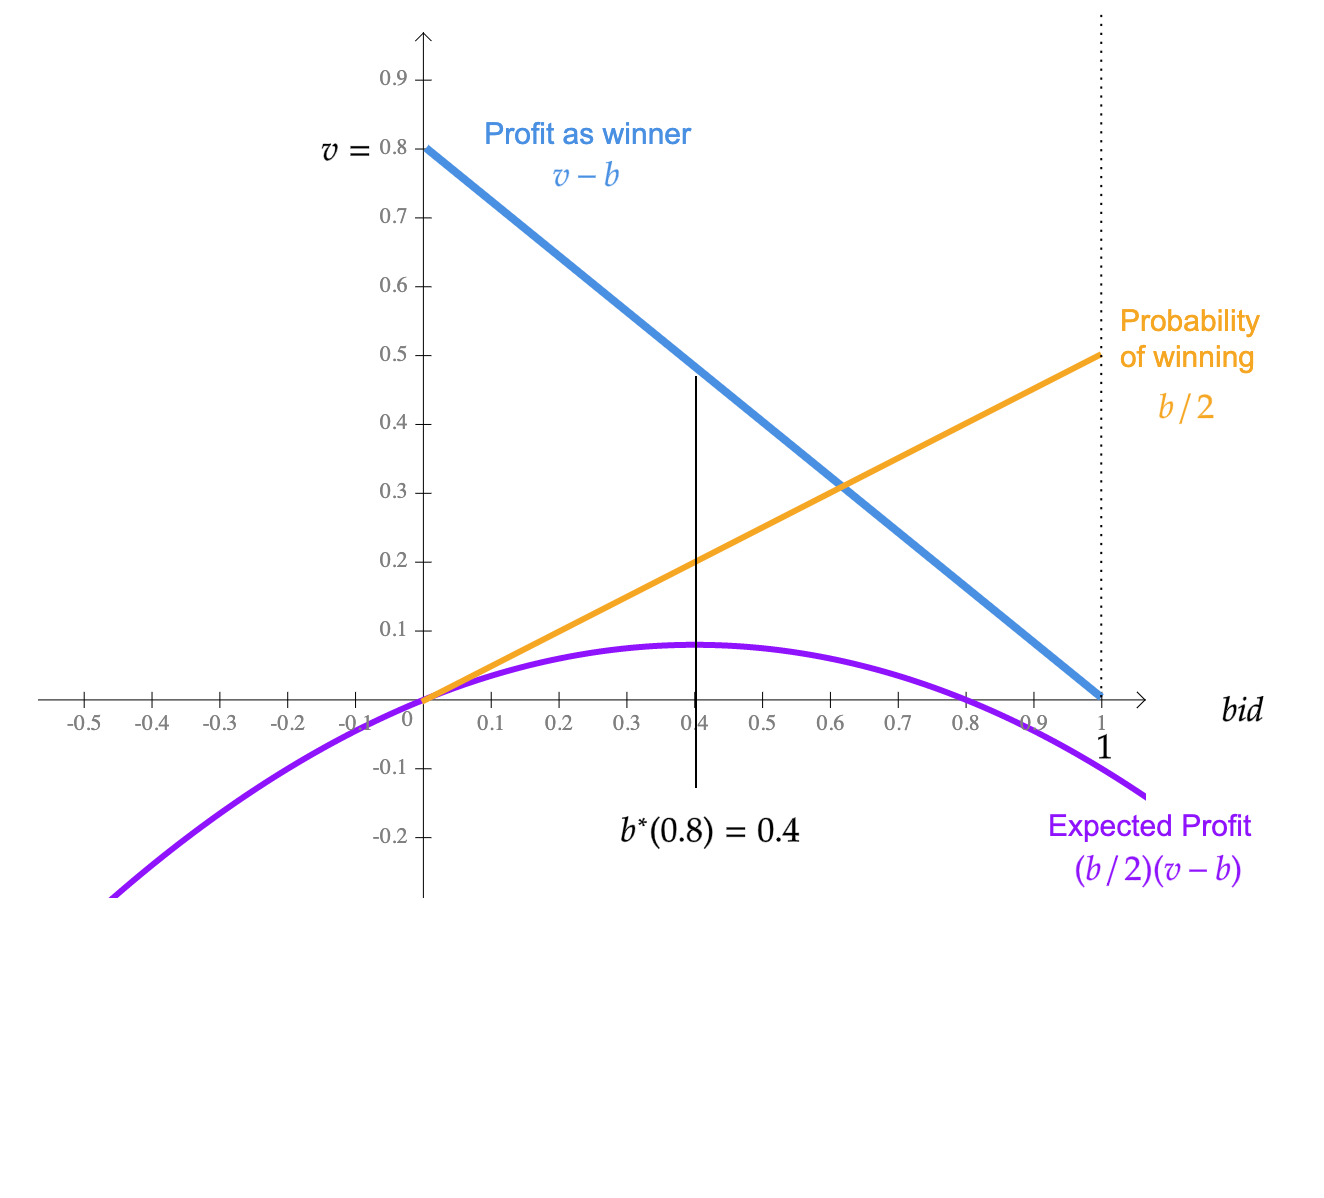 0.9
Profit as winner
v = 0.8
v – b
0.7
0.6
Probability
of winning
0.5
b / 2
0.4
0.3
0.2
0.1
-0.5 -0.4 -0.3 -0.2 -0.1 0 0.1 0.2 0.3 0.4 0.5 0.6 0.7 0.8 0.9 1
bid
1
-0.1
b*(0.8) = 0.4
-0.2
Expected Profit
(b / 2)(v – b)